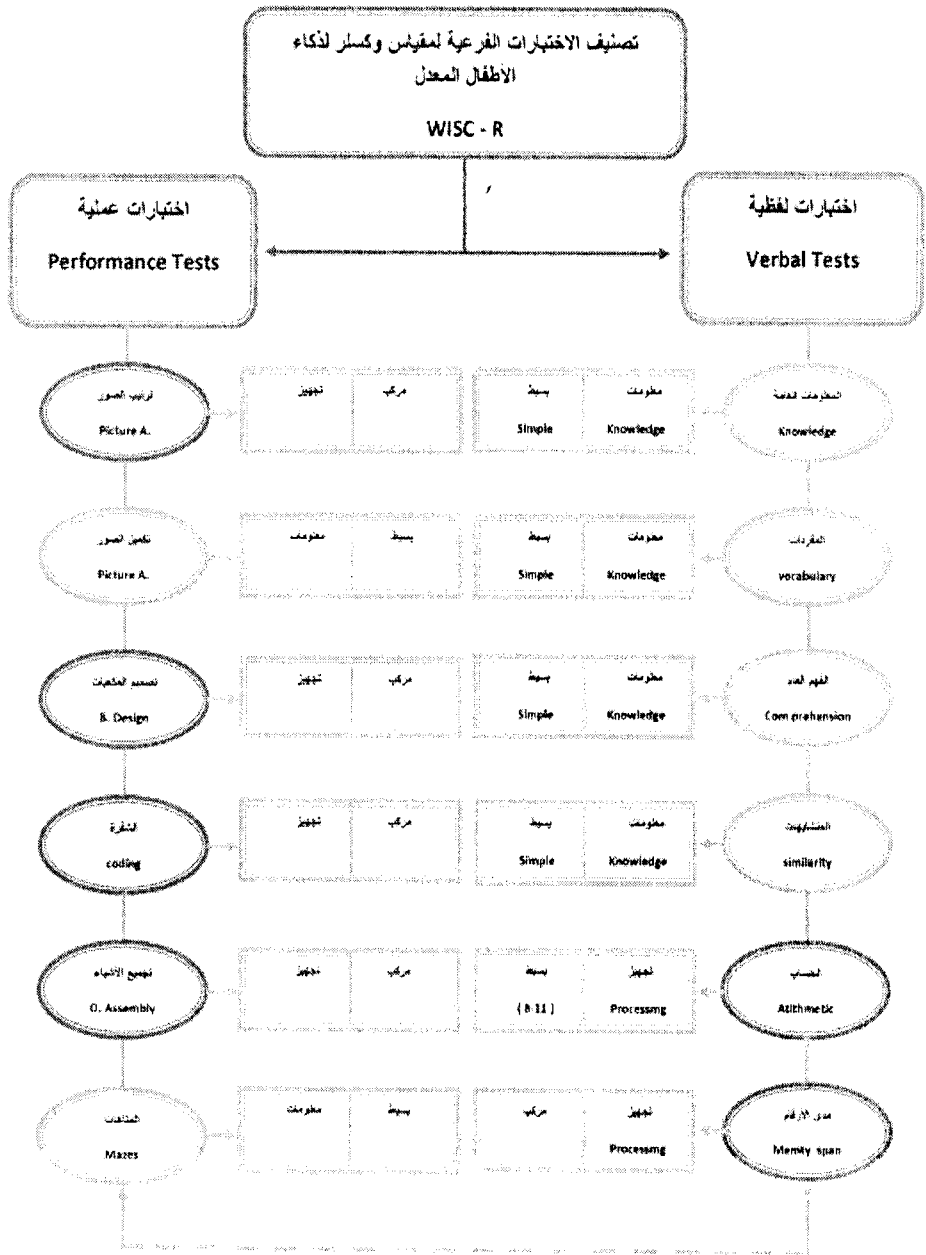 تصنيف الاختبارات الفرعية لمقياس وكسلر لذكاء
الأطفال المعدل
WISC - R
اختبارات لفظية
Verbal Tests
اختبارات عملية
Performance Tests
المعلومات العامة
Knowledge
معلومات
بسيط
Knowledge
Simple
مركب
تجهيز
ترتيب الصور
Picture A.
المفردات
vocabulary
معلومات
بسيط
Knowledge
Simple
بسيط
معلومات
تكميل الصور
Picture A.
الفهم العام
Comprehension
معلومات
بسيط
Knowledge
Simple
مركب
تجهيز
تصميم المكعبات
B. Design
المتشابهات
similarity
معلومات
بسيط
Knowledge
Simple
مركب
تجهيز
الشفرة
coding
الحساب
Atithmetic
تجهيز
بسيط
Processing
( 8-11 )
مركب
تجهيز
تجميع الأشياء
O. Assembly
مدى الأرقام
span
تجهيز
مركب
Processing
بسيط
معلومات
المتاهات
Mazes